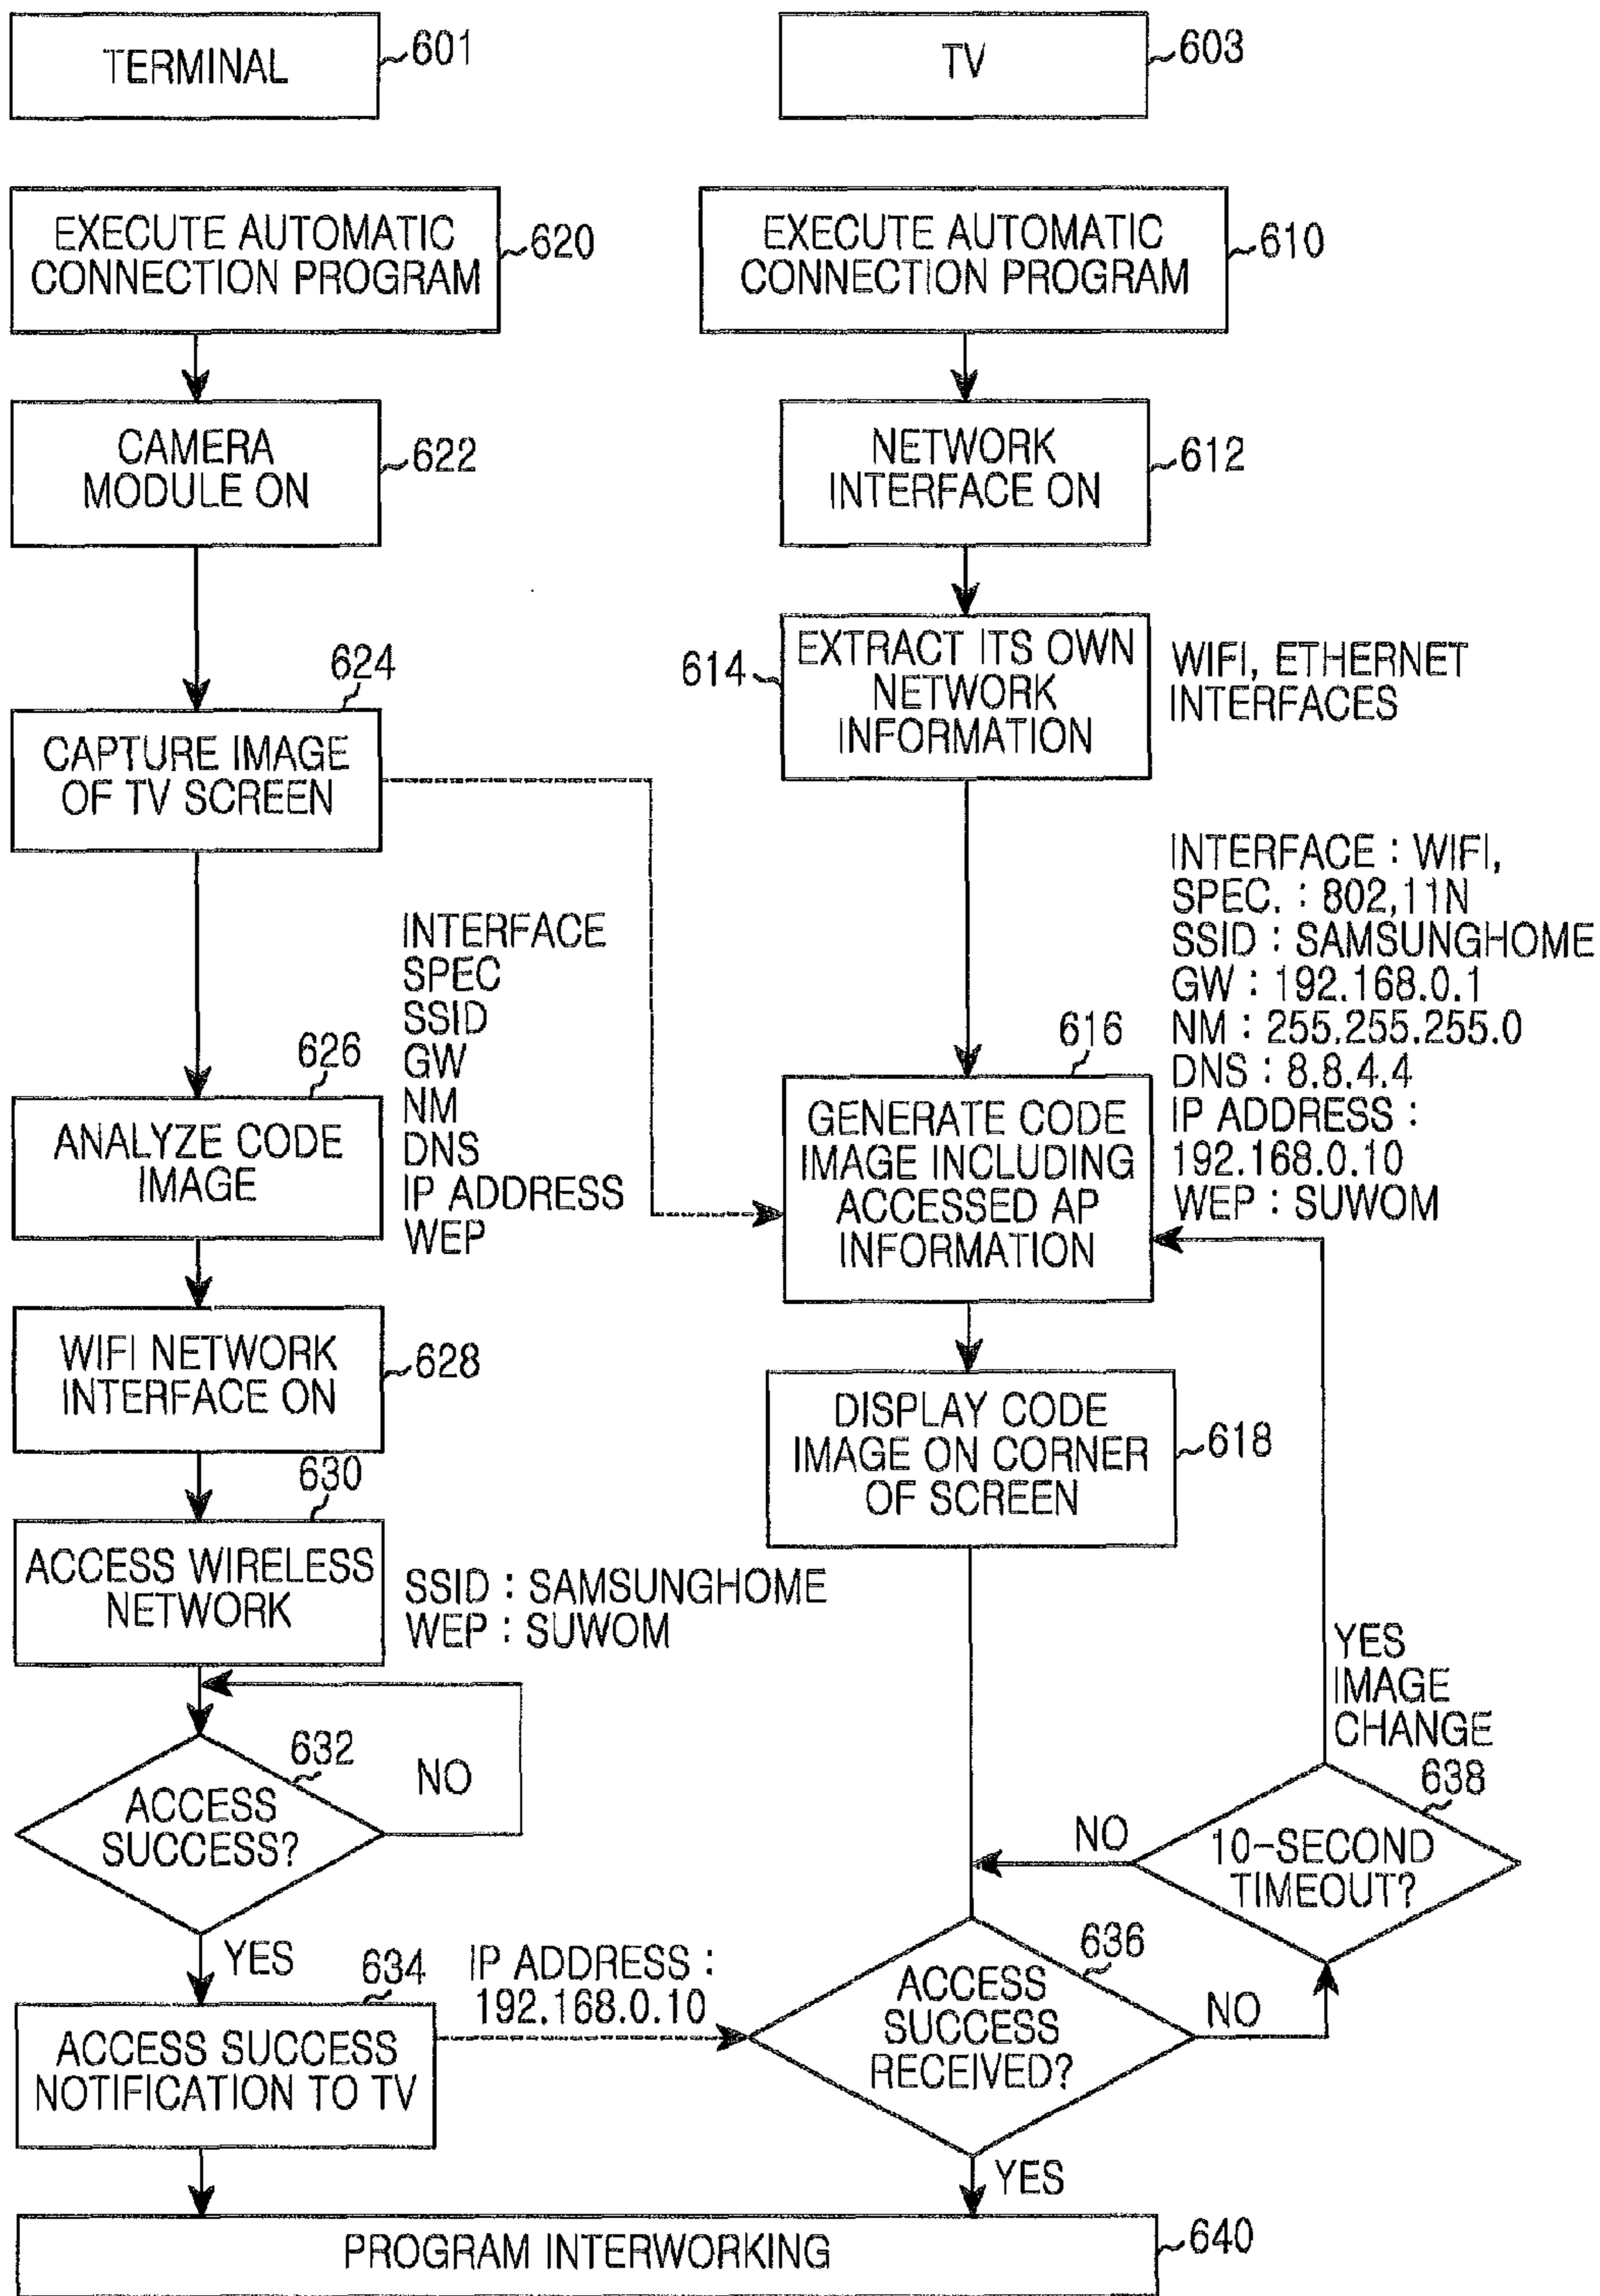 TERMINAL
601
TV
603
EXECUTE AUTOMATIC
CONNECTION PROGRAM
620
EXECUTE AUTOMATIC
CONNECTION PROGRAM
610
CAMERA
MODULE ON
622
NETWORK
INTERFACE ON
612
624
CAPTURE IMAGE
OF TV SCREEN
614
EXTRACT ITS OWN
NETWORK
INFORMATION
WIFI, ETHERNET
INTERFACES
INTERFACE
SPEC
SSID
GW
NM
DNS
IP ADDRESS
WEP
INTERFACE : WIFI,
SPEC. : 802,11N
SSID : SAMSUNGHOME
GW : 192.168.0.1
NM : 255.255.255.0
DNS : 8.8.4.4
IP ADDRESS :
192.168.0.10
WEP : SUWOM
626
ANALYZE CODE
IMAGE
616
GENERATE CODE
IMAGE INCLUDING
ACCESSED AP
INFORMATION
WIFI NETWORK
INTERFACE ON
628
DISPLAY CODE
IMAGE ON CORNER
OF SCREEN
618
630
ACCESS WIRELESS
NETWORK
SSID : SAMSUNGHOME
WEP : SUWOM
YES
IMAGE
CHANGE
632
ACCESS
SUCCESS?
NO
638
10-SECOND
TIMEOUT?
NO
YES
634
ACCESS SUCCESS
NOTIFICATION TO TV
IP ADDRESS :
192.168.0.10
636
ACCESS
SUCCESS
RECEIVED?
NO
YES
PROGRAM INTERWORKING
640